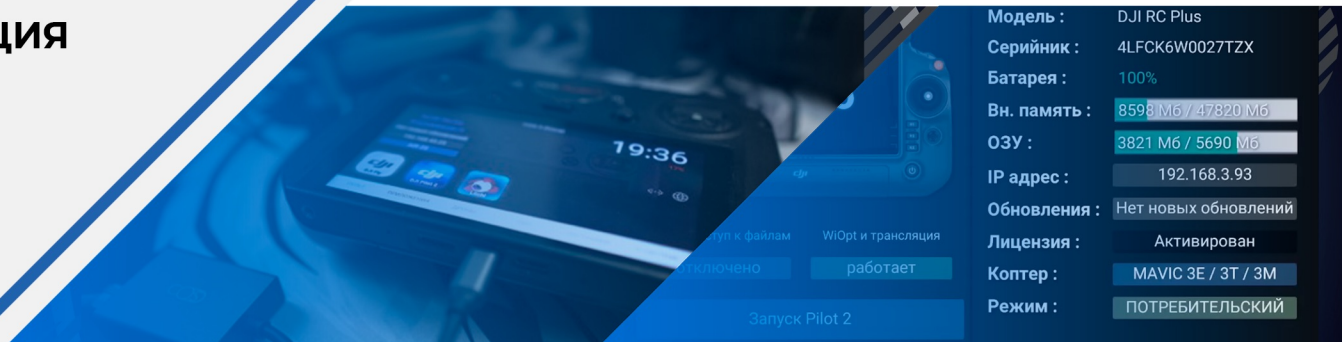 ция
19:36
Модель : DJI RC Plus
Серийник : 4LFCK6W0027TZX
Батарея : 100%
Вн. память : 8598 Мб / 47820 Мб
ОЗУ : 3821 Мб / 5690 Мб
IP адрес : 192.168.3.93
Обновления : Нет новых обновлений
Лицензия : Активирован
Коптер : MAVIC 3E / 3T / 3M
Режим : ПОТРЕБИТЕЛЬСКИЙ
туп к файлам WiOpt и трансляция
отключено работает
Запуск Pilot 2